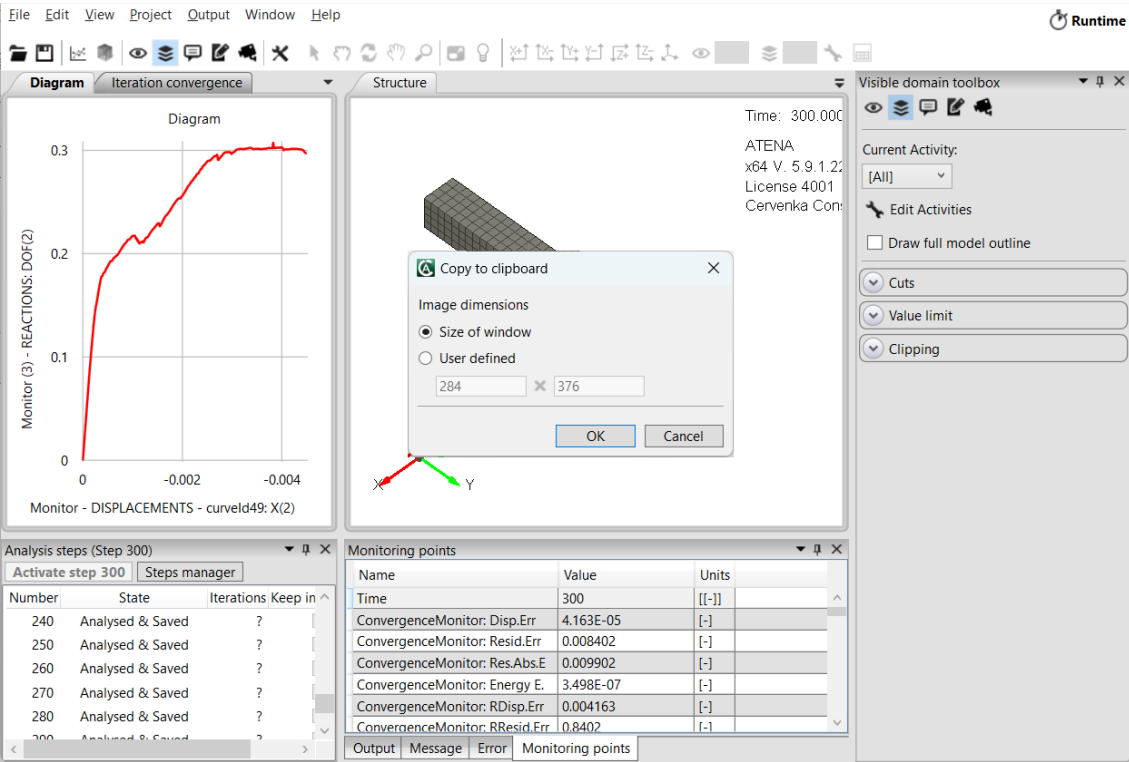 File Edit View Project Output Window Help
Runtime
Diagram
Iteration convergence
Structure
Visible domain toolbox
Diagram
0.3
0.2
0.1
0
0
-0.002
-0.004
Monitor (3) - REACTIONS: DOF(2)
Monitor - DISPLACEMENTS - curveId49: X(2)
Time: 300.000
ATENA
x64 V. 5.9.1.22
License 4001
Cervenka Cons
X
Y
Copy to clipboard
Image dimensions
Size of window
User defined
284
376
OK
Cancel
Current Activity:
[All]
Edit Activities
Draw full model outline
Cuts
Value limit
Clipping
Analysis steps (Step 300)
Activate step 300
Steps manager
Number State Iterations Keep in
240 Analysed & Saved ?
250 Analysed & Saved ?
260 Analysed & Saved ?
270 Analysed & Saved ?
280 Analysed & Saved ?
290 Analysed & Saved ?
Monitoring points
Name Value Units
Time 300 [[-]]
ConvergenceMonitor: Disp.Err 4.163E-05 [-]
ConvergenceMonitor: Resid.Err 0.008402 [-]
ConvergenceMonitor: Res.Abs.E 0.009902 [-]
ConvergenceMonitor: Energy E. 3.498E-07 [-]
ConvergenceMonitor: RDisp.Err 0.004163 [-]
ConvergenceMonitor: RResid.Err 0.8402 [-]
Output Message Error Monitoring points